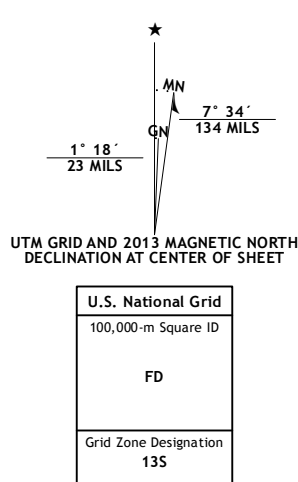 ★
MN
GN
7° 34´
134 MILS
1° 18´
23 MILS
UTM GRID AND 2013 MAGNETIC NORTH
DECLINATION AT CENTER OF SHEET
U.S. National Grid
100,000-m Square ID
FD
Grid Zone Designation
13S